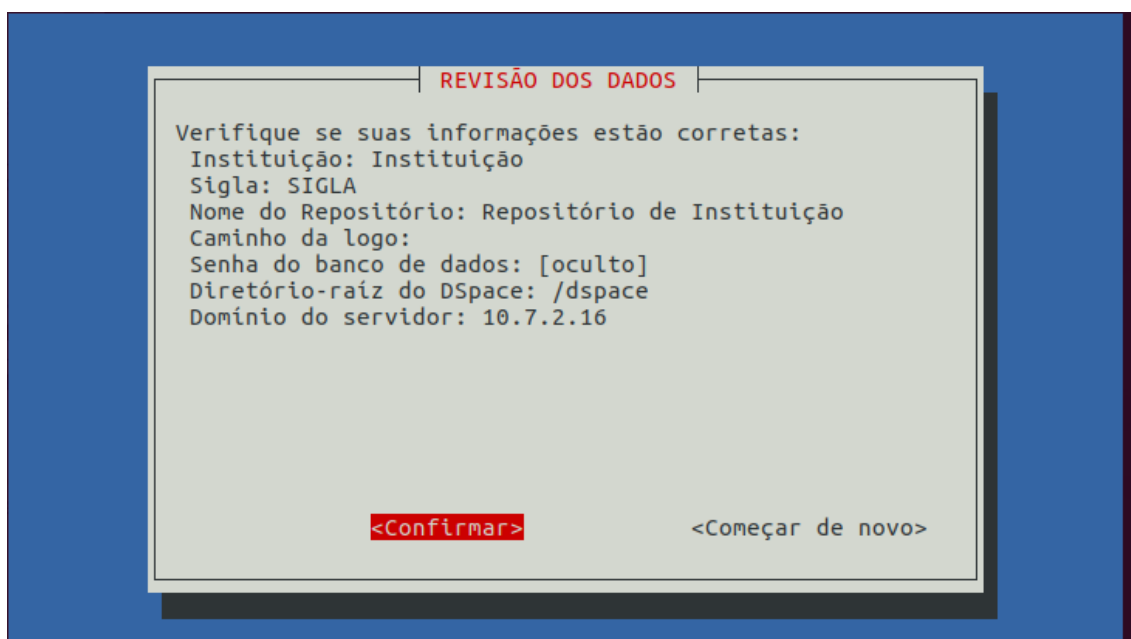 REVISÃO DOS DADOS
Verifique se suas informações estão corretas:
Instituição: Instituição
Sigla: SIGLA
Nome do Repositório: Repositório de Instituição
Caminho da logo:
Senha do banco de dados: [oculto]
Diretório-raíz do DSpace: /dspace
Domínio do servidor: 10.7.2.16
<Confirmar> <Começar de novo>